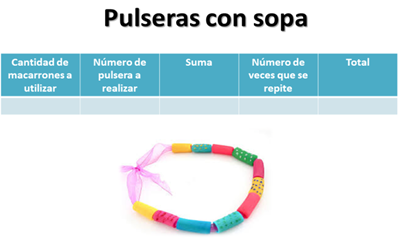 Pulseras con sopa
Cantidad de
macarrones a
utilizar
Número de
pulsera a
realizar
Suma
Número de
veces que se
repite
Total